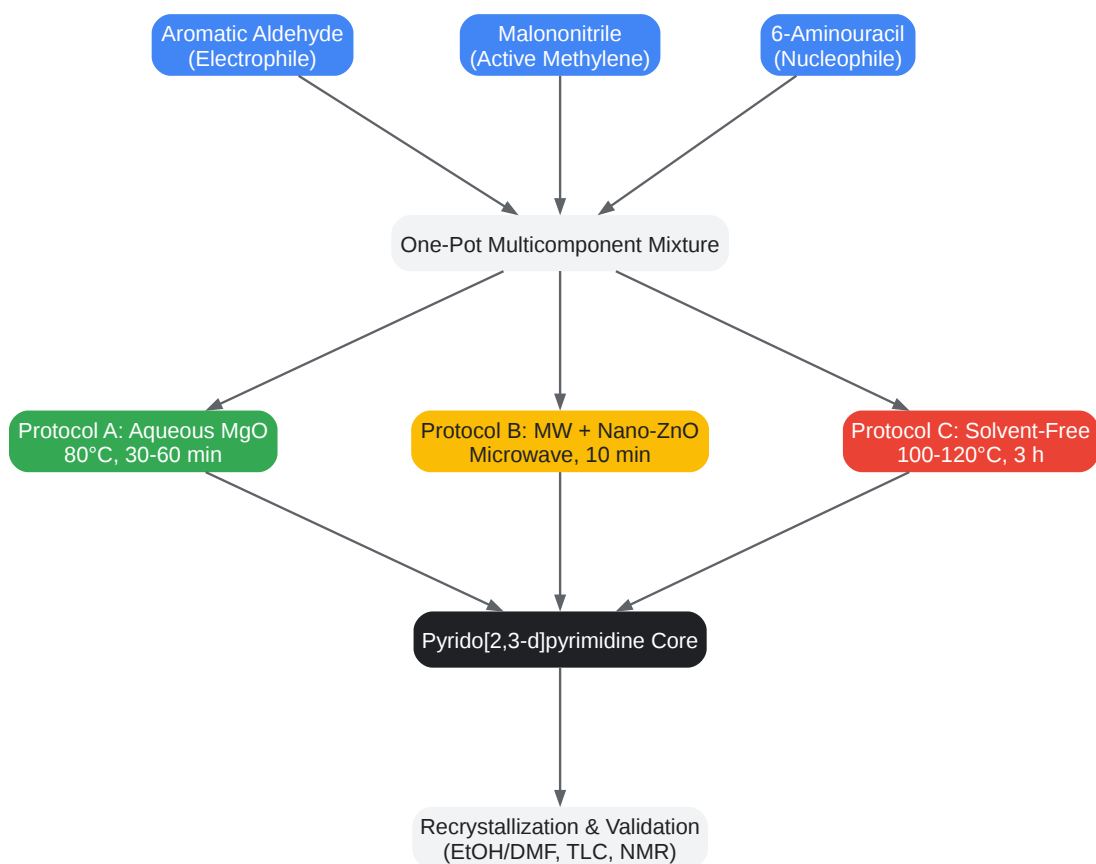 Aromatic Aldehyde
(Electrophile)
Malononitrile
(Active Methylene)
6-Aminouracil
(Nucleophile)
One-Pot Multicomponent Mixture
Protocol A: Aqueous MgO
80°C, 30-60 min
Protocol B: MW + Nano-ZnO
Microwave, 10 min
Protocol C: Solvent-Free
100-120°C, 3 h
Pyrido[2,3-d]pyrimidine Core
Recrystallization & Validation
(EtOH/DMF, TLC, NMR)